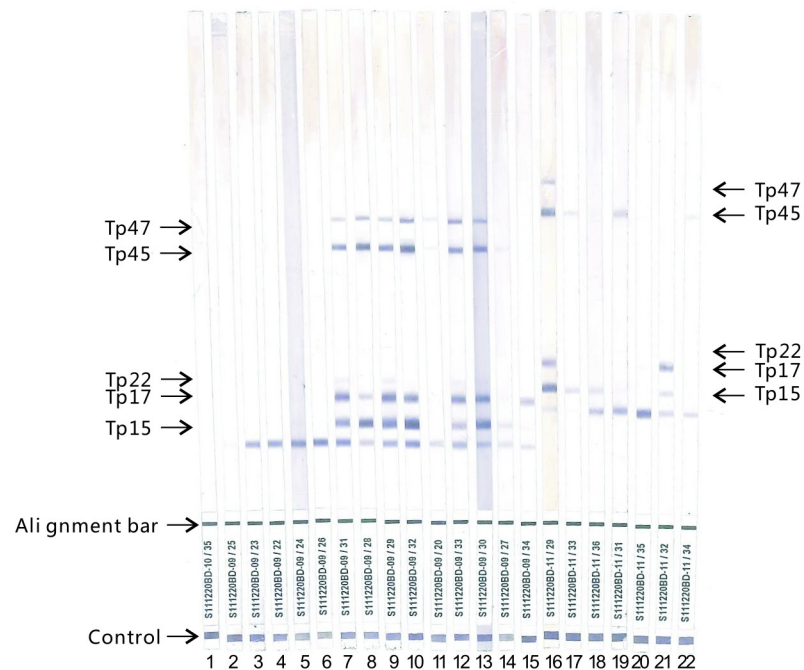 Tp47
Tp45
Tp47
Tp45
Tp22
Tp17
Tp15
Tp22
Tp17
Tp15
Ali gnment bar
S111220BD-10 / 35
S111220BD-09 / 25
S111220BD-09 / 23
S111220BD-09 / 22
S111220BD-09 / 24
S111220BD-09 / 26
S111220BD-09 / 31
S111220BD-09 / 28
S111220BD-09 / 29
S111220BD-09 / 32
S111220BD-09 / 20
S111220BD-09 / 33
S111220BD-09 / 30
S111220BD-09 / 27
S111220BD-09 / 34
S111220BD-11 / 29
S111220BD-11 / 33
S111220BD-11 / 36
S111220BD-11 / 31
S111220BD-11 / 35
S111220BD-11 / 32
S111220BD-11 / 34
Control
1 2 3 4 5 6 7 8 9 10 11 12 13 14 15 16 17 18 19 20 21 22